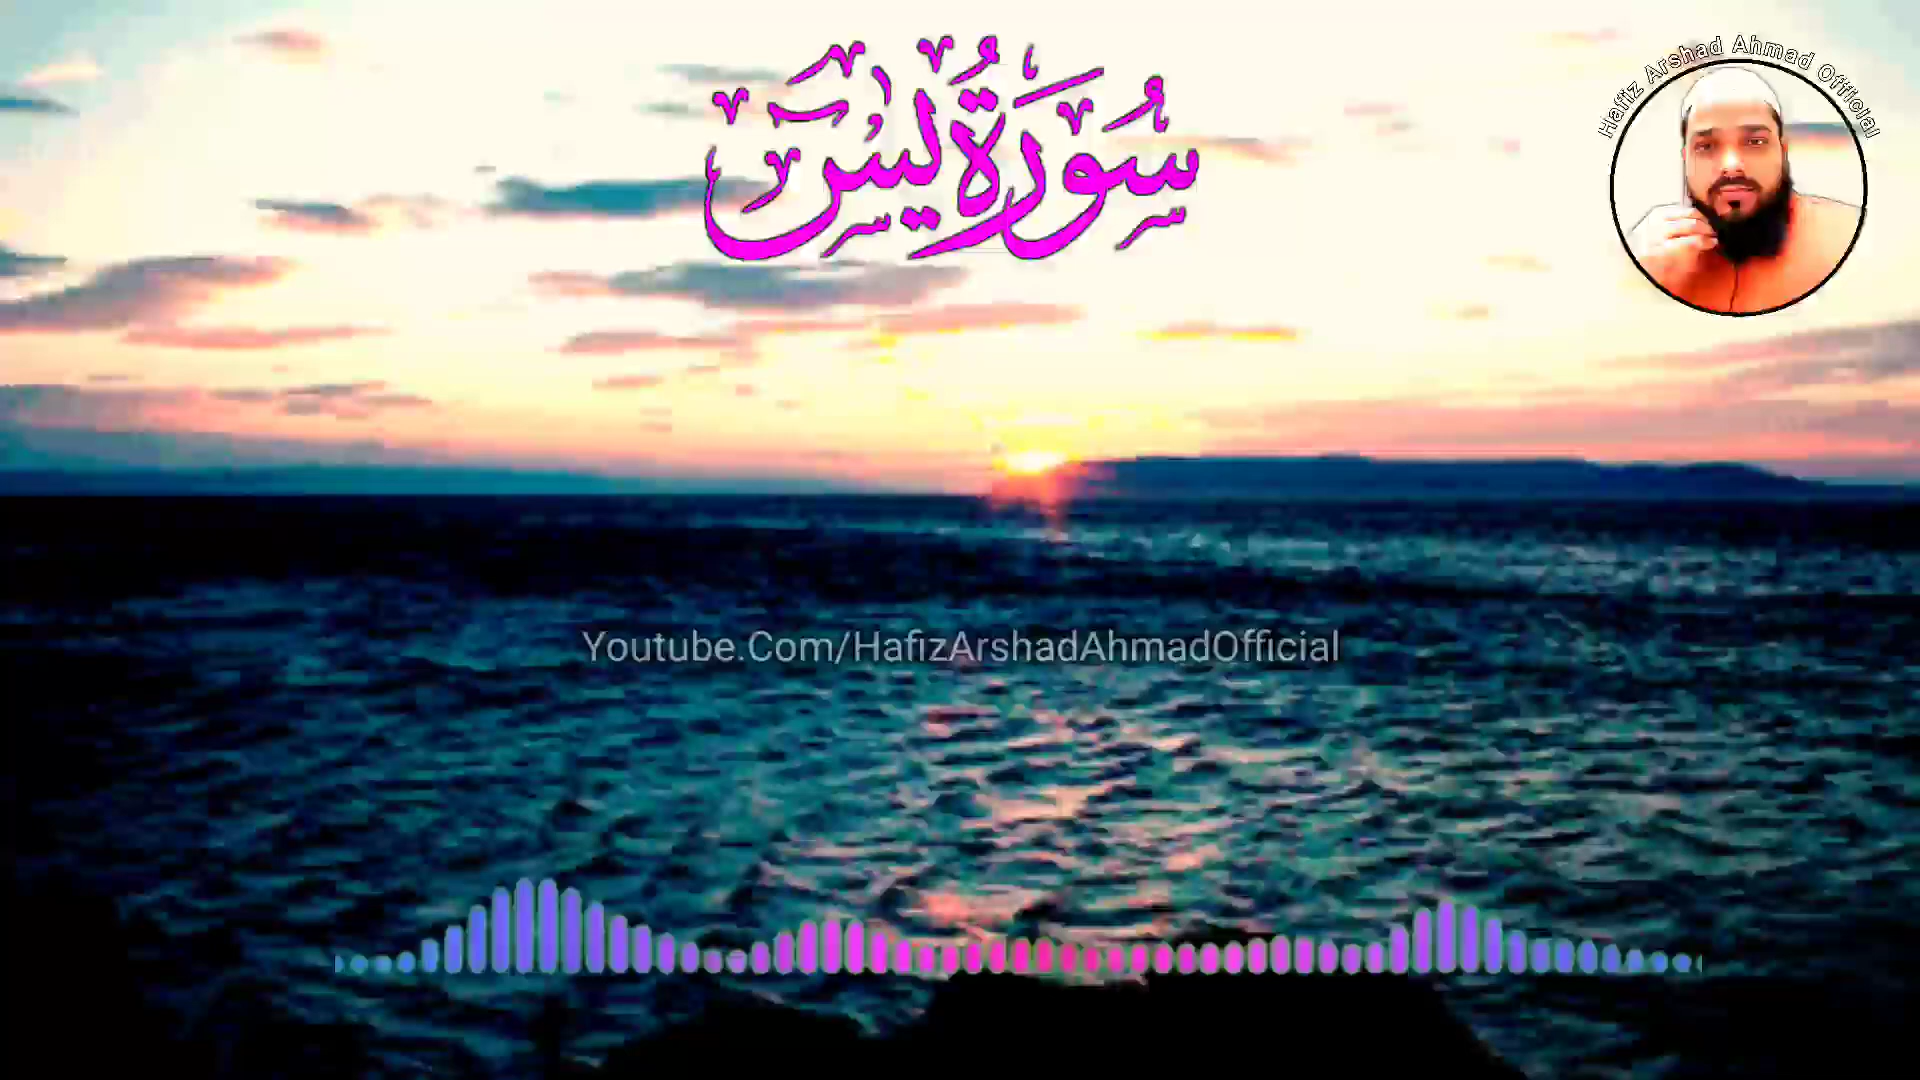 سُورَةُ يٰسٓ
Hafiz Arshad Ahmad Official
Youtube.Com/HafizArshadAhmadOfficial